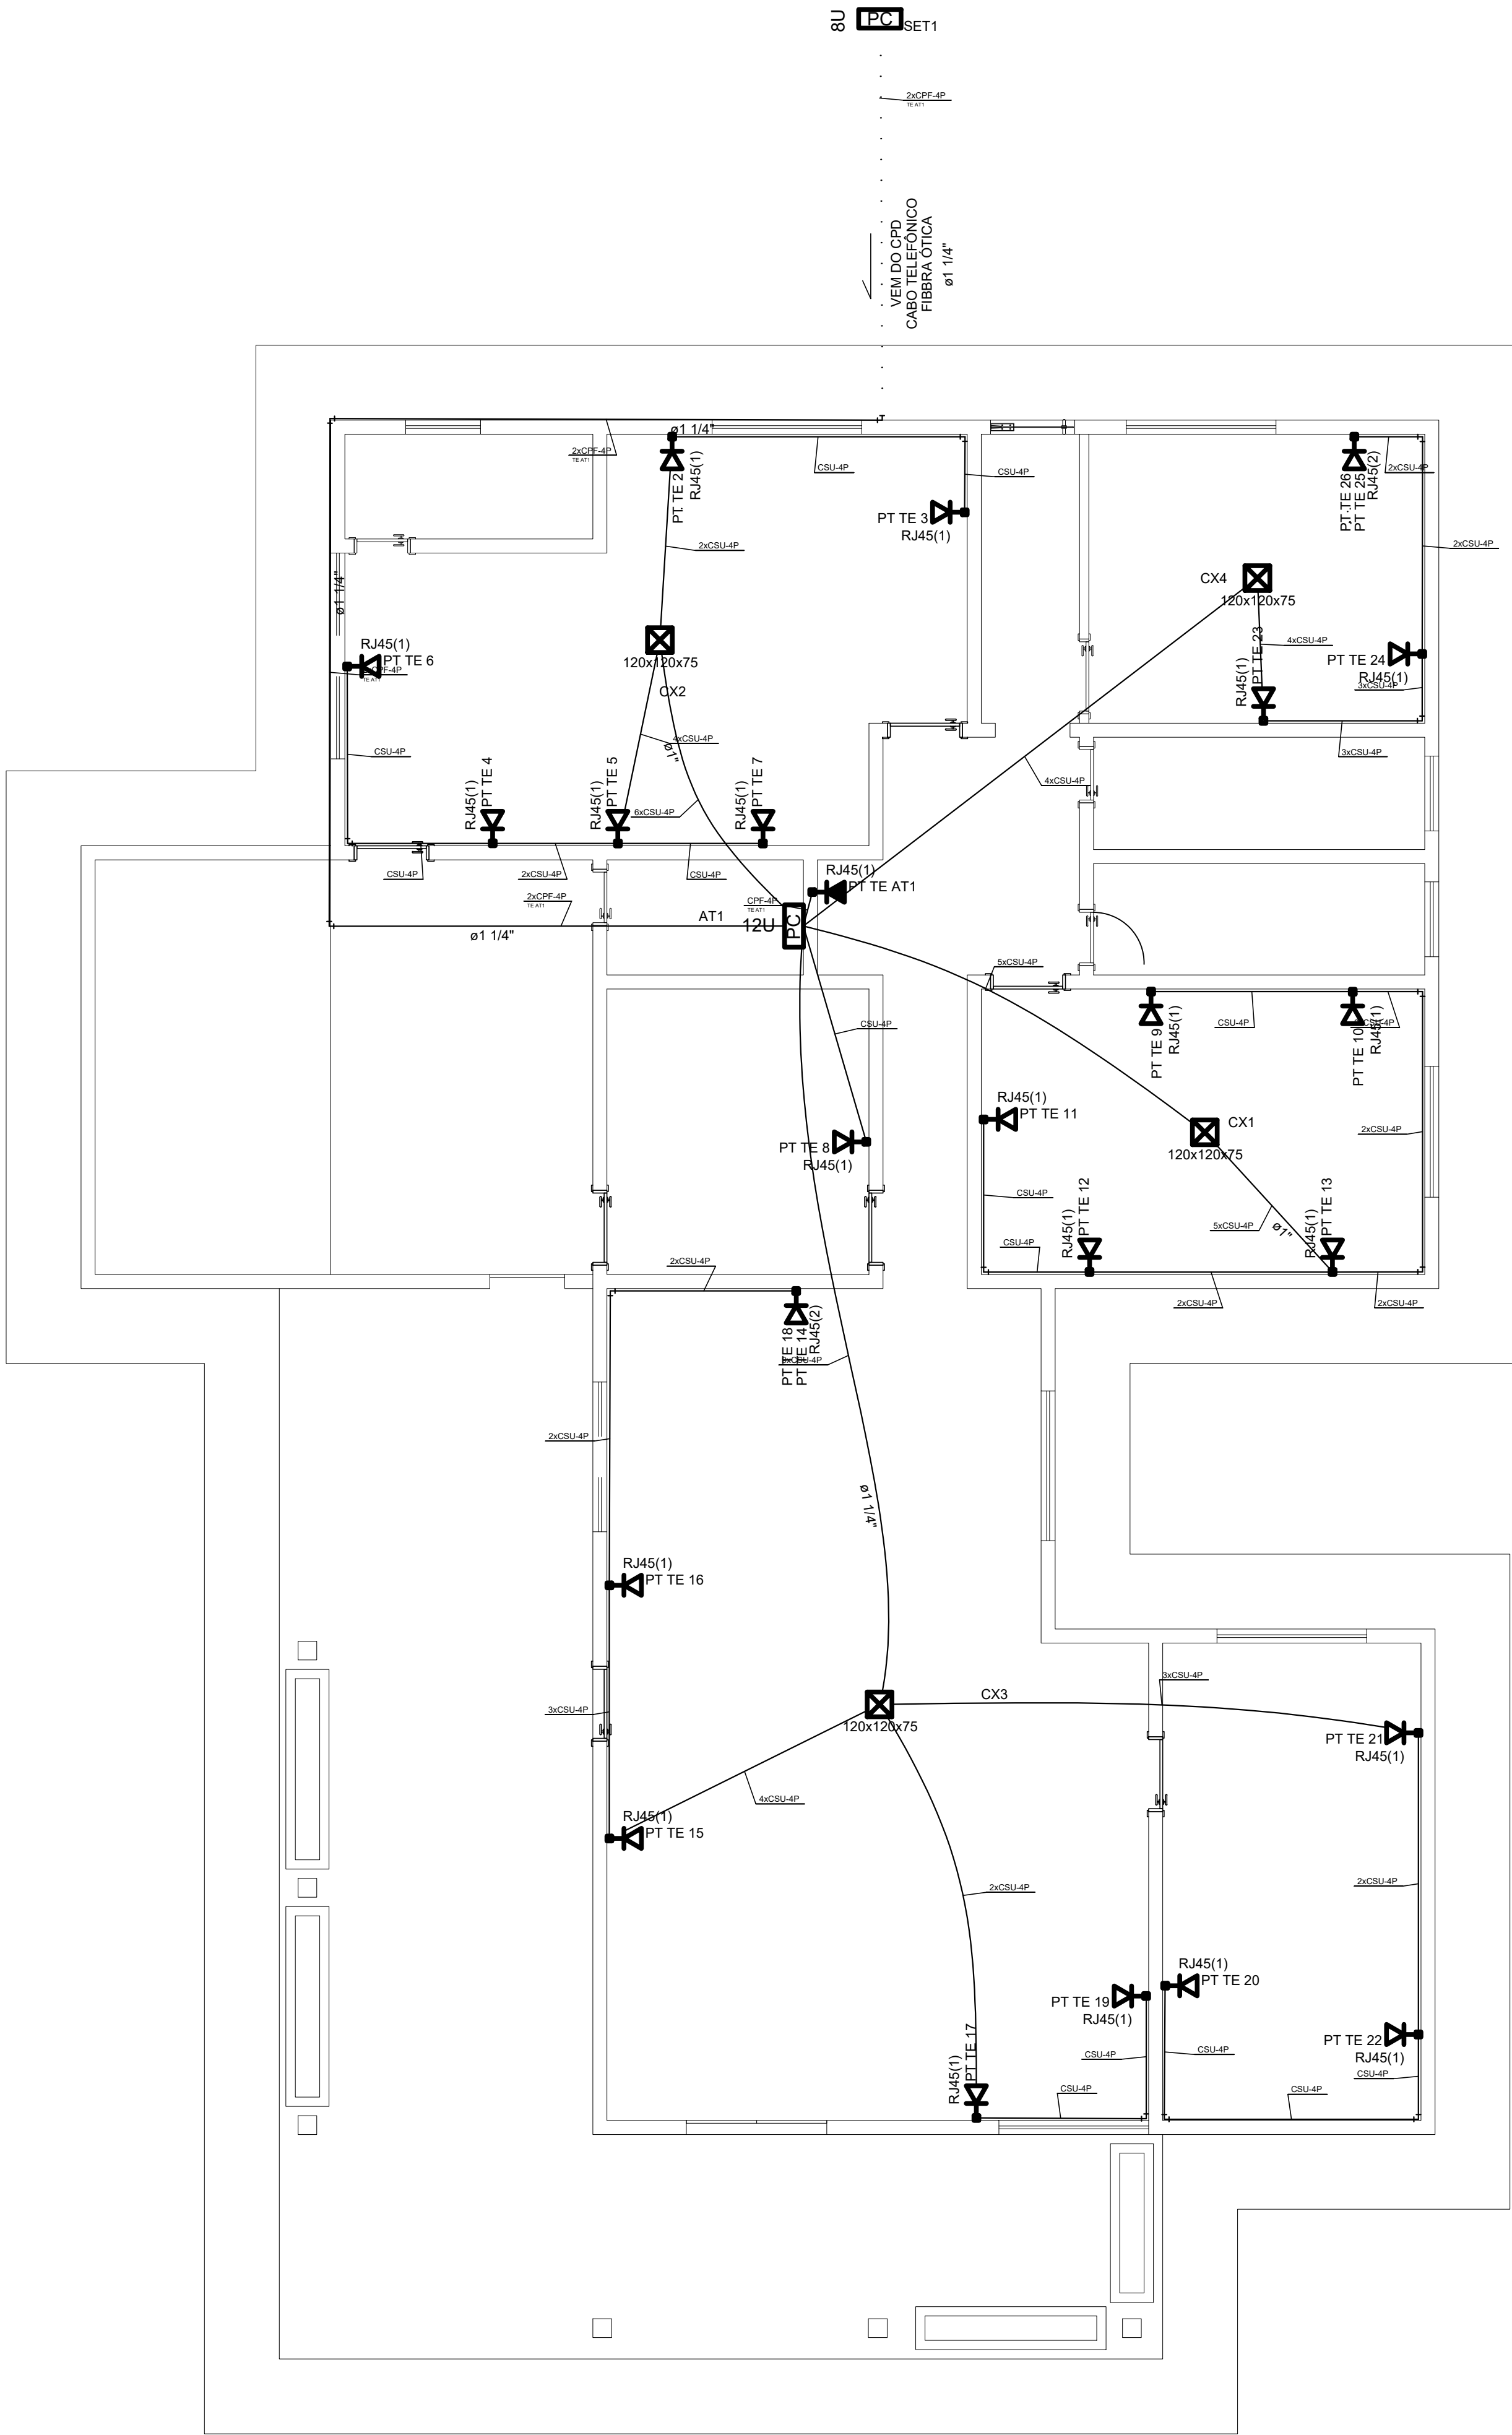 8U
PC
SET1
2xCPF-4P
TE AT1
VEM DO CPD
CABO TELEFÔNICO
FIBBRA ÓTICA
ø1 1/4"
ø1 1/4"
2xCPF-4P
TE AT1
PT TE 2
RJ45(1)
CSU-4P
CSU-4P
PT TE 3
RJ45(1)
2xCSU-4P
PT TE 26
PT TE 25
RJ45(2)
2xCSU-4P
2xCSU-4P
CX4
120x120x75
4xCSU-4P
RJ45(1)
PT TE 23
PT TE 24
RJ45(1)
3xCSU-4P
3xCSU-4P
ø1 1/4"
RJ45(1)
PT TE 6
CPF-4P
TE AT1
120x120x75
CX2
CSU-4P
4xCSU-4P
ø1"
6xCSU-4P
RJ45(1)
PT TE 4
RJ45(1)
PT TE 5
RJ45(1)
PT TE 7
4xCSU-4P
CSU-4P
2xCSU-4P
CSU-4P
RJ45(1)
PT TE AT1
2xCPF-4P
TE AT1
CPF-4P
TE AT1
AT1
12U
PC
ø1 1/4"
5xCSU-4P
CSU-4P
PT TE 9
RJ45(1)
CSU-4P
PT TE 10
RJ45(1)
CSU-4P
RJ45(1)
PT TE 11
CX1
120x120x75
2xCSU-4P
PT TE 8
RJ45(1)
CSU-4P
RJ45(1)
PT TE 12
CSU-4P
5xCSU-4P
ø1"
RJ45(1)
PT TE 13
2xCSU-4P
2xCSU-4P
2xCSU-4P
PT TE 18
PT TE 14
RJ45(2)
xCSU-4P
2xCSU-4P
ø1 1/4"
RJ45(1)
PT TE 16
3xCSU-4P
CX3
120x120x75
3xCSU-4P
PT TE 21
RJ45(1)
4xCSU-4P
RJ45(1)
PT TE 15
2xCSU-4P
2xCSU-4P
PT TE 19
RJ45(1)
RJ45(1)
PT TE 20
PT TE 22
RJ45(1)
RJ45(1)
PT TE 17
CSU-4P
CSU-4P
CSU-4P
CSU-4P
CSU-4P